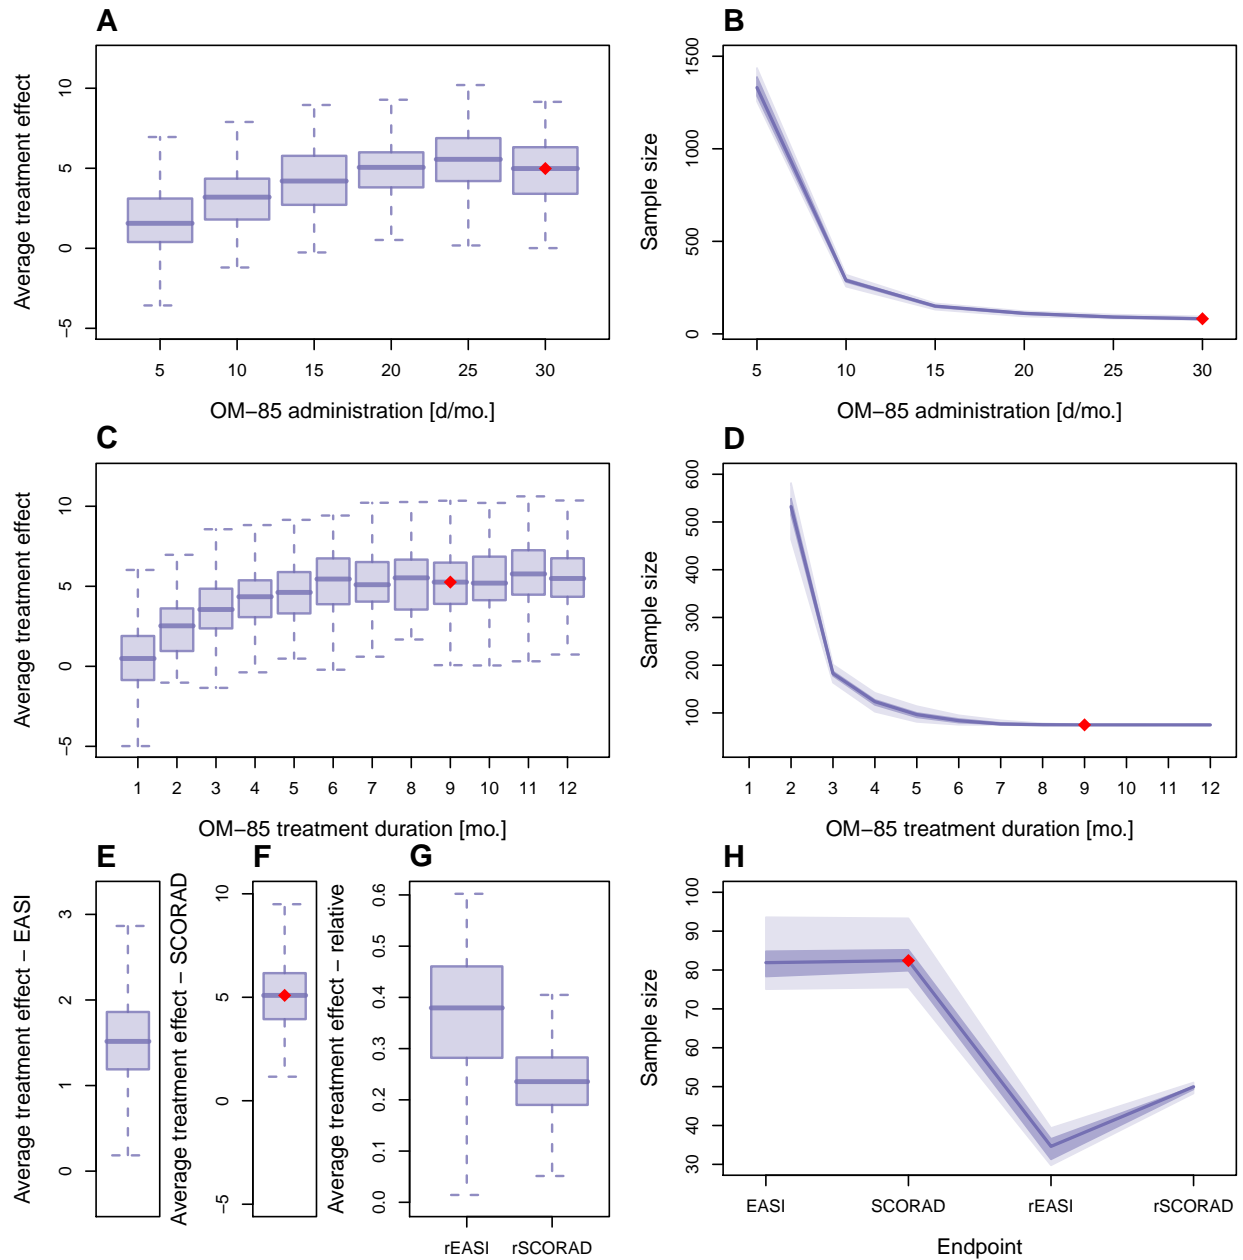 A
Average treatment effect
10
5
0
−5
5 10 15 20 25 30
OM−85 administration [d/mo.]
B
Sample size
1500
1000
500
0
5 10 15 20 25 30
OM−85 administration [d/mo.]
C
Average treatment effect
10
5
0
−5
1 2 3 4 5 6 7 8 9 10 11 12
OM−85 treatment duration [mo.]
D
Sample size
600
500
400
300
200
100
1 2 3 4 5 6 7 8 9 10 11 12
OM−85 treatment duration [mo.]
E
Average treatment effect − EASI
3
2
1
0
F
Average treatment effect − SCORAD
10
5
0
−5
G
Average treatment effect − relative
0.6
0.5
0.4
0.3
0.2
0.1
0.0
rEASI rSCORAD
H
Sample size
100
90
80
70
60
50
40
30
EASI SCORAD rEASI rSCORAD
Endpoint